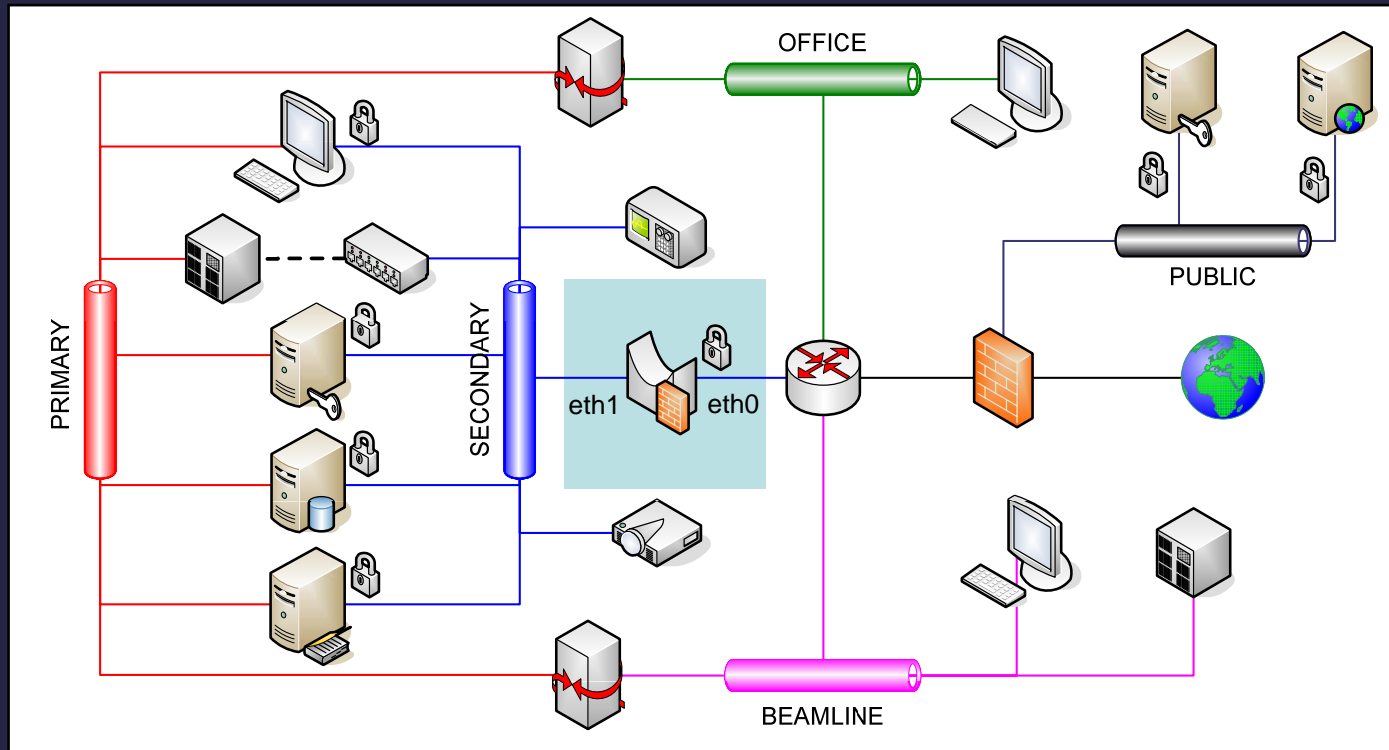 OFFICE
PUBLIC
PRIMARY
SECONDARY
eth1
eth0
BEAMLINE